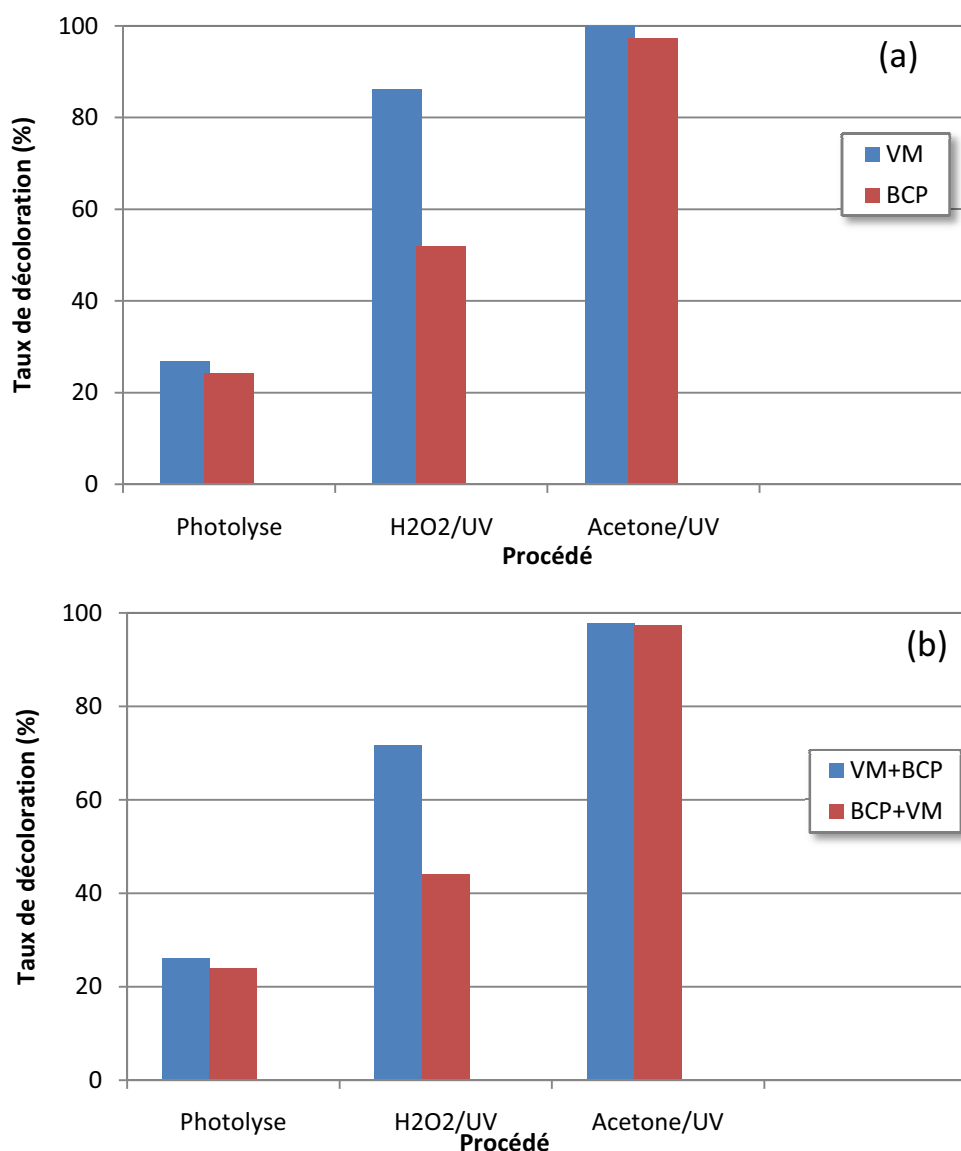 (a)
Taux de décoloration (%)
100
80
60
40
20
0
VM
BCP
Photolyse H2O2/UV Acetone/UV
Procédé
(b)
Taux de décoloration (%)
100
80
60
40
20
0
VM+BCP
BCP+VM
Photolyse H2O2/UV Acetone/UV
Procédé